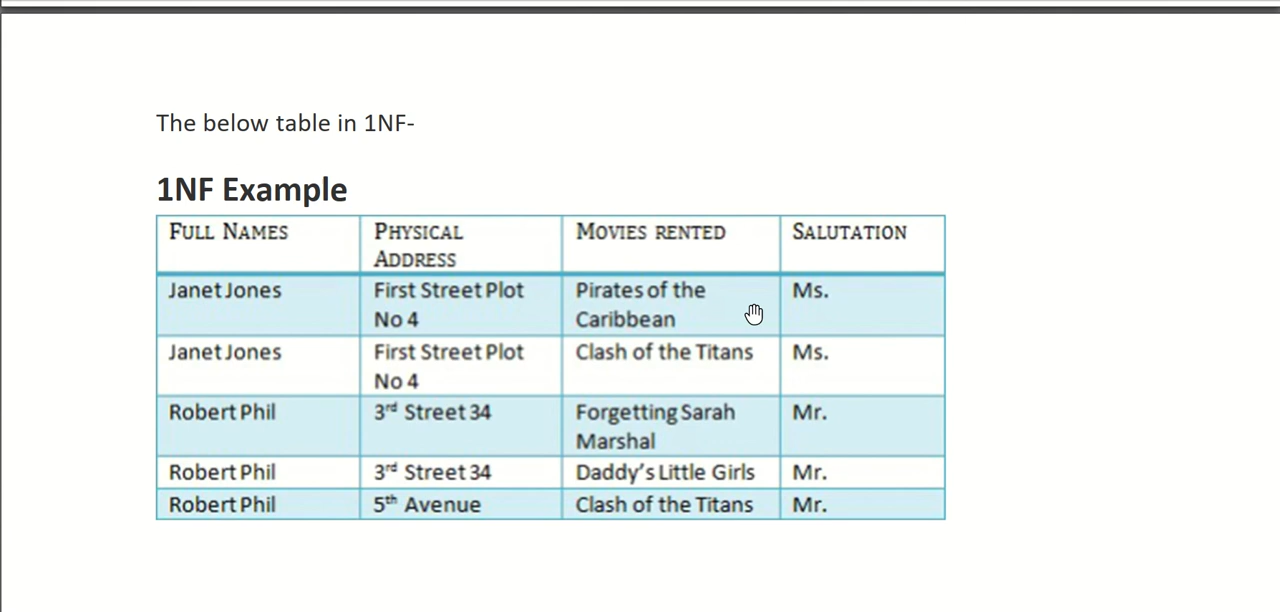 The below table in 1NF-
1NF Example
FULL NAMES
PHYSICAL
ADDRESS
MOVIES RENTED
SALUTATION
Janet Jones
First Street Plot
No 4
Pirates of the
Caribbean
Ms.
Janet Jones
First Street Plot
No 4
Clash of the Titans
Ms.
Robert Phil
3rd Street 34
Forgetting Sarah
Marshal
Mr.
Robert Phil
3rd Street 34
Daddy's Little Girls
Mr.
Robert Phil
5th Avenue
Clash of the Titans
Mr.